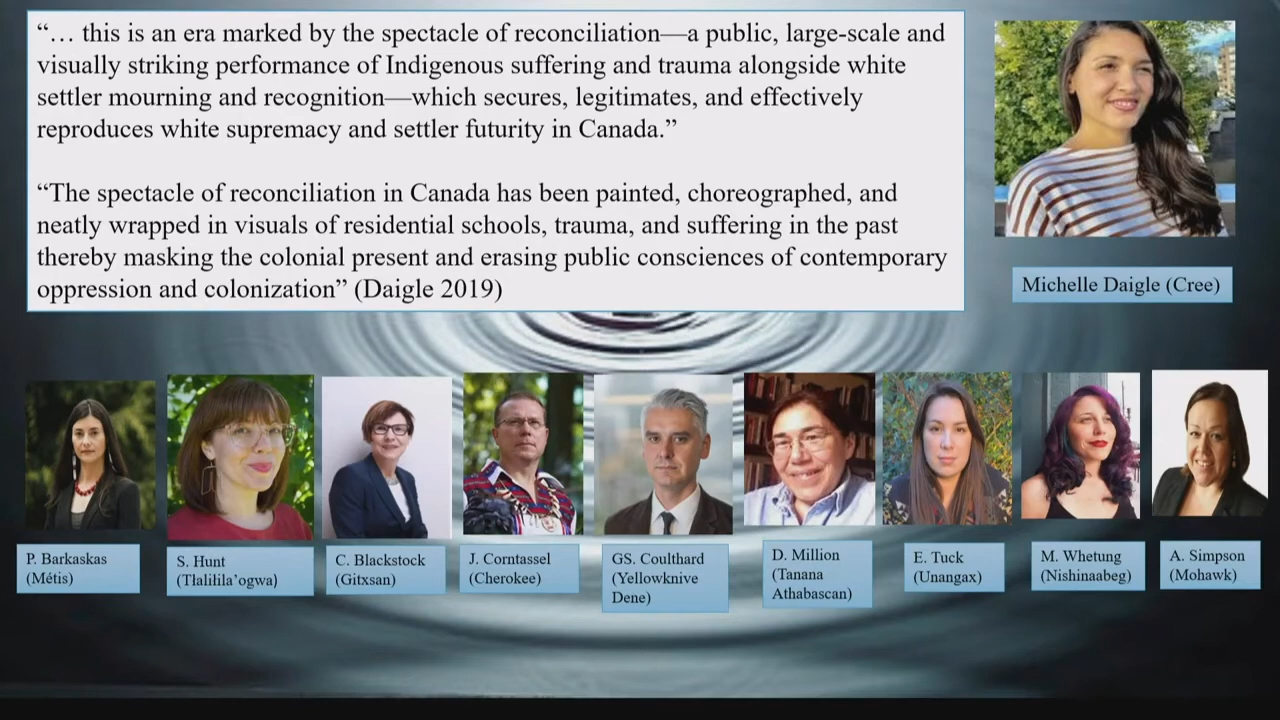 “… this is an era marked by the spectacle of reconciliation—a public, large-scale and
visually striking performance of Indigenous suffering and trauma alongside white
settler mourning and recognition—which secures, legitimates, and effectively
reproduces white supremacy and settler futurity in Canada.”
“The spectacle of reconciliation in Canada has been painted, choreographed, and
neatly wrapped in visuals of residential schools, trauma, and suffering in the past
thereby masking the colonial present and erasing public consciences of contemporary
oppression and colonization” (Daigle 2019)
Michelle Daigle (Cree)
P. Barkaskas
(Métis)
S. Hunt
(Tłaliłila’ogwa)
C. Blackstock
(Gitxsan)
J. Corntassel
(Cherokee)
GS. Coulthard
(Yellowknive
Dene)
D. Million
(Tanana
Athabascan)
E. Tuck
(Unangax)
M. Whetung
(Nishinaabeg)
A. Simpson
(Mohawk)